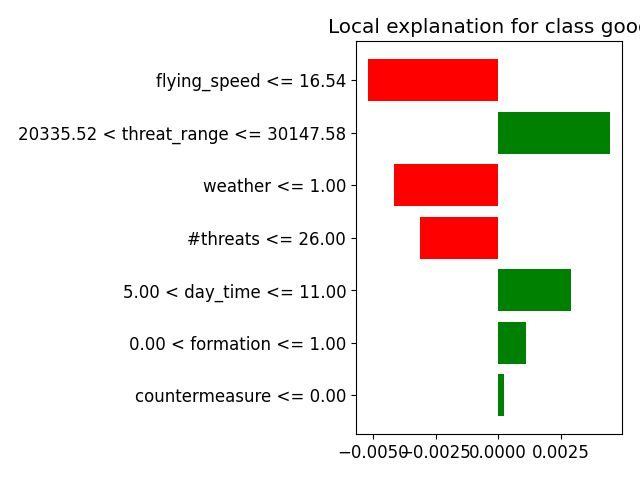 Local explanation for class goo
flying_speed <= 16.54
20335.52 < threat_range <= 30147.58
weather <= 1.00
#threats <= 26.00
5.00 < day_time <= 11.00
0.00 < formation <= 1.00
countermeasure <= 0.00
−0.0050 −0.0025 0.0000 0.0025